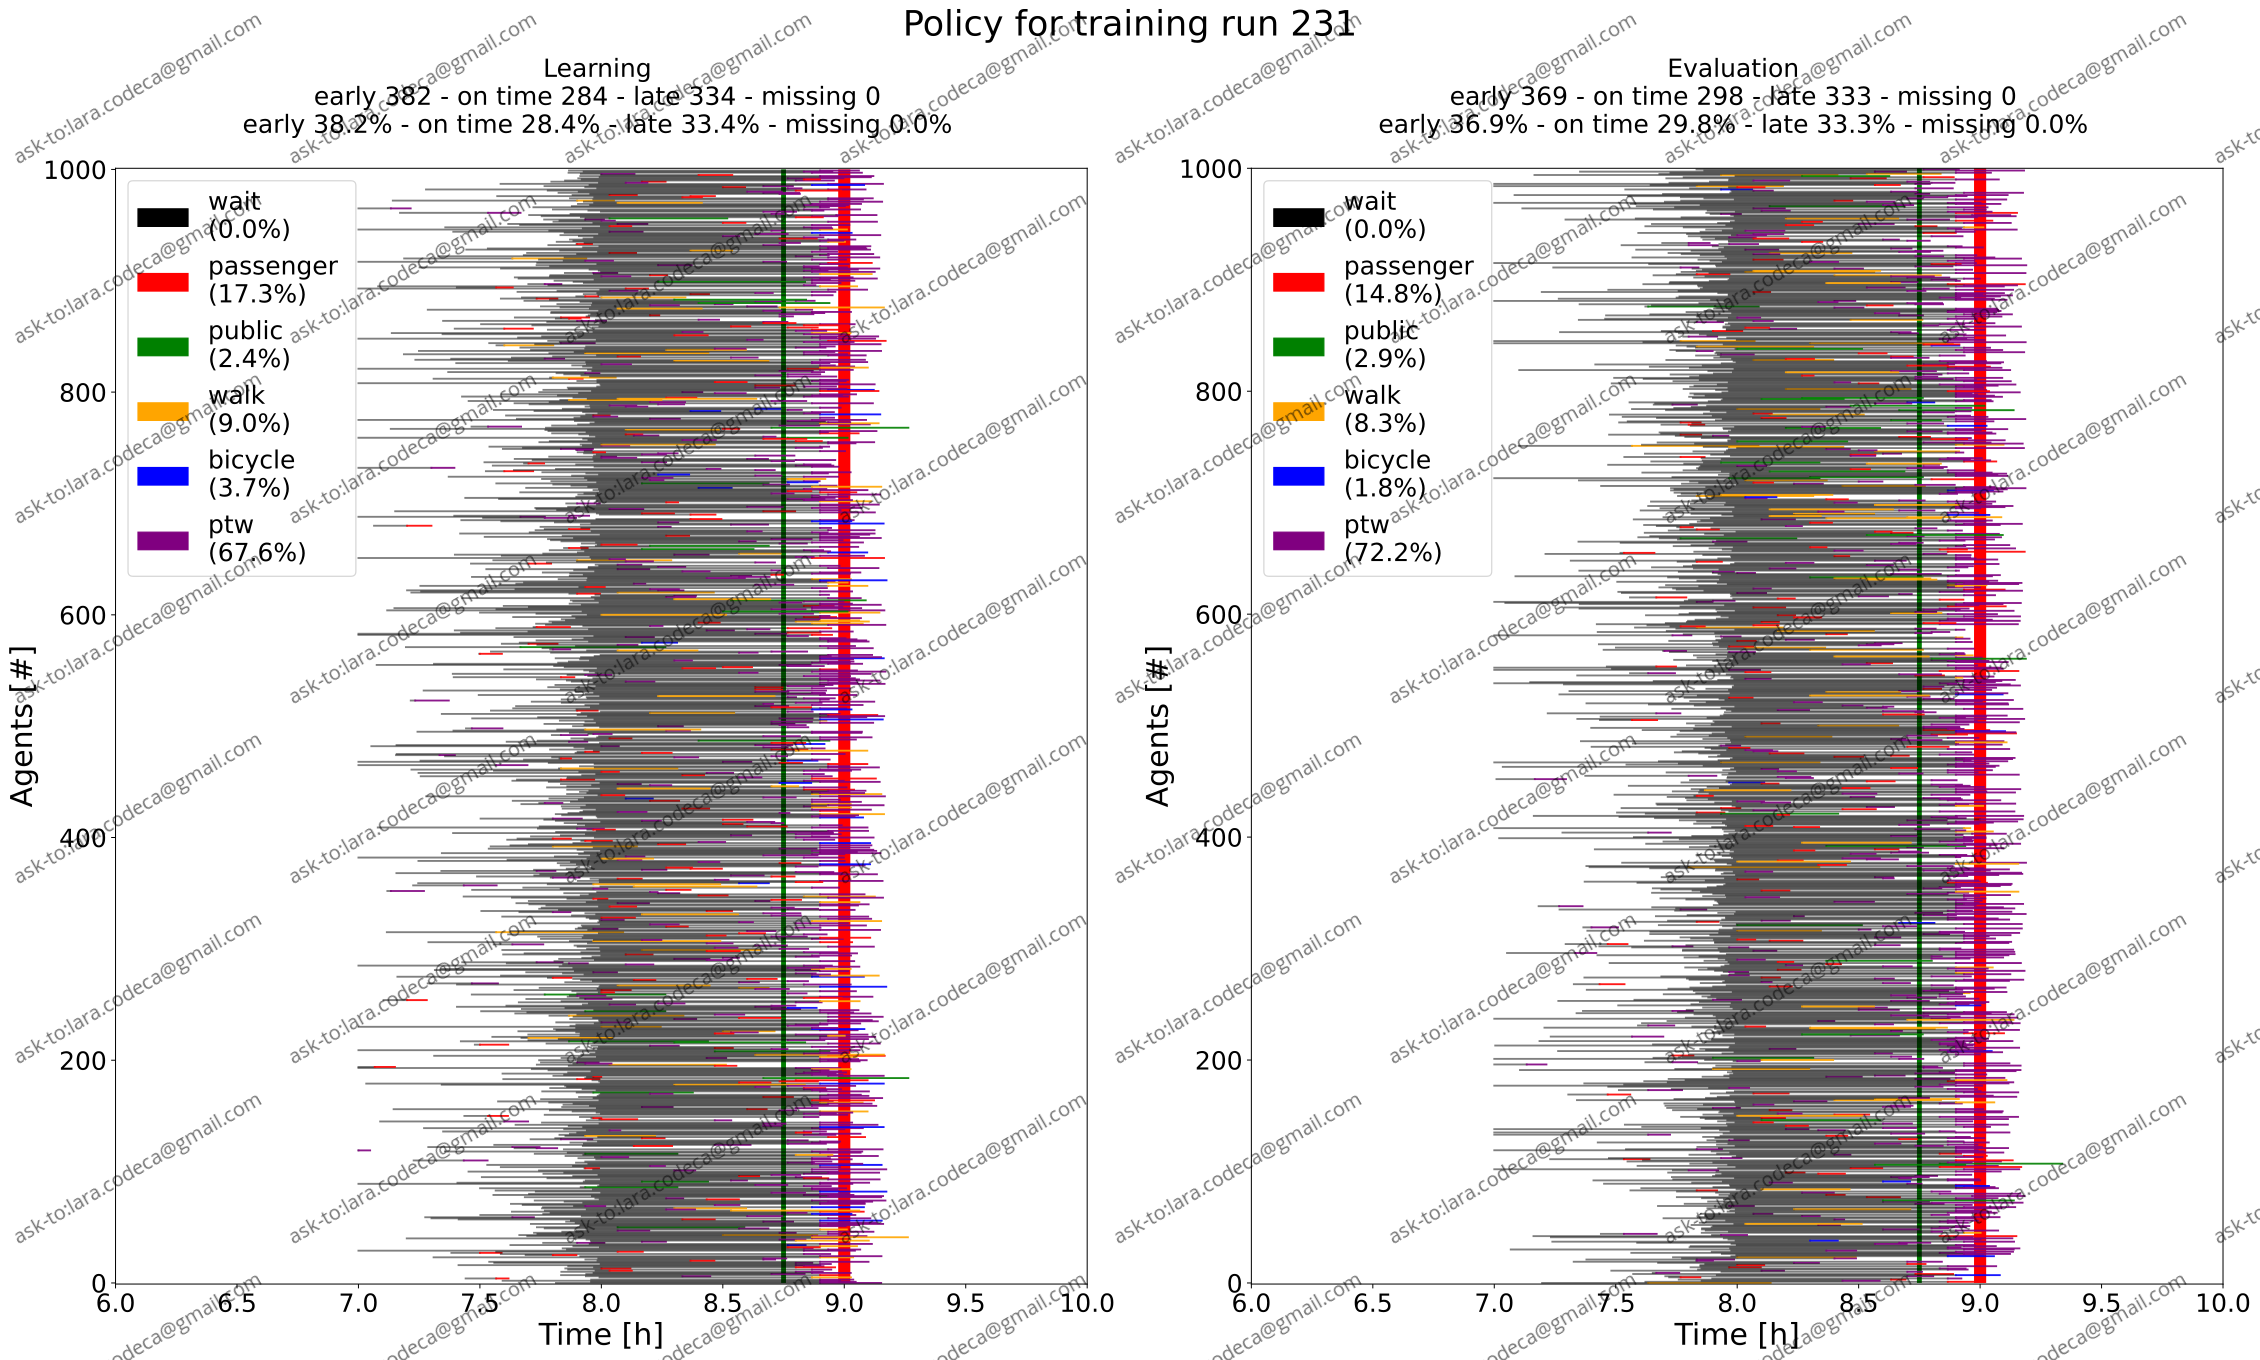 Policy for training run 231
Learning
early 382 - on time 284 - late 334 - missing 0
early 38.2% - on time 28.4% - late 33.4% - missing 0.0%
Agents [#]
1000
800
600
400
200
0
wait
(0.0%)
passenger
(17.3%)
public
(2.4%)
walk
(9.0%)
bicycle
(3.7%)
ptw
(67.6%)
6.0 6.5 7.0 7.5 8.0 8.5 9.0 9.5 10.0
Time [h]
Evaluation
early 369 - on time 298 - late 333 - missing 0
early 36.9% - on time 29.8% - late 33.3% - missing 0.0%
Agents [#]
1000
800
600
400
200
0
wait
(0.0%)
passenger
(14.8%)
public
(2.9%)
walk
(8.3%)
bicycle
(1.8%)
ptw
(72.2%)
6.0 6.5 7.0 7.5 8.0 8.5 9.0 9.5 10.0
Time [h]
ask-to:lara.codeca@gmail.com